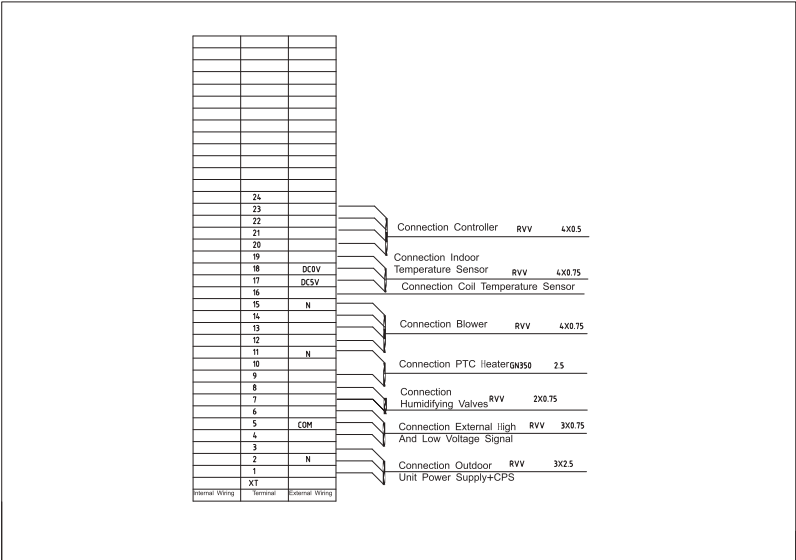 24
23
22
21
20
19
18 DC0V
17 DC5V
16
15 N
14
13
12
11 N
10
9
8
7
6
5 COM
4
3
2 N
1
XT
Internal Wiring Terminal External Wiring
Connection Controller RVV 4X0.5
Connection Indoor
Temperature Sensor RVV 4X0.75
Connection Coil Temperature Sensor
Connection Blower RVV 4X0.75
Connection PTC Heater GN350 2.5
Connection
Humidifying Valves RVV 2X0.75
Connection External High RVV 3X0.75
And Low Voltage Signal
Connection Outdoor RVV 3X2.5
Unit Power Supply+CPS